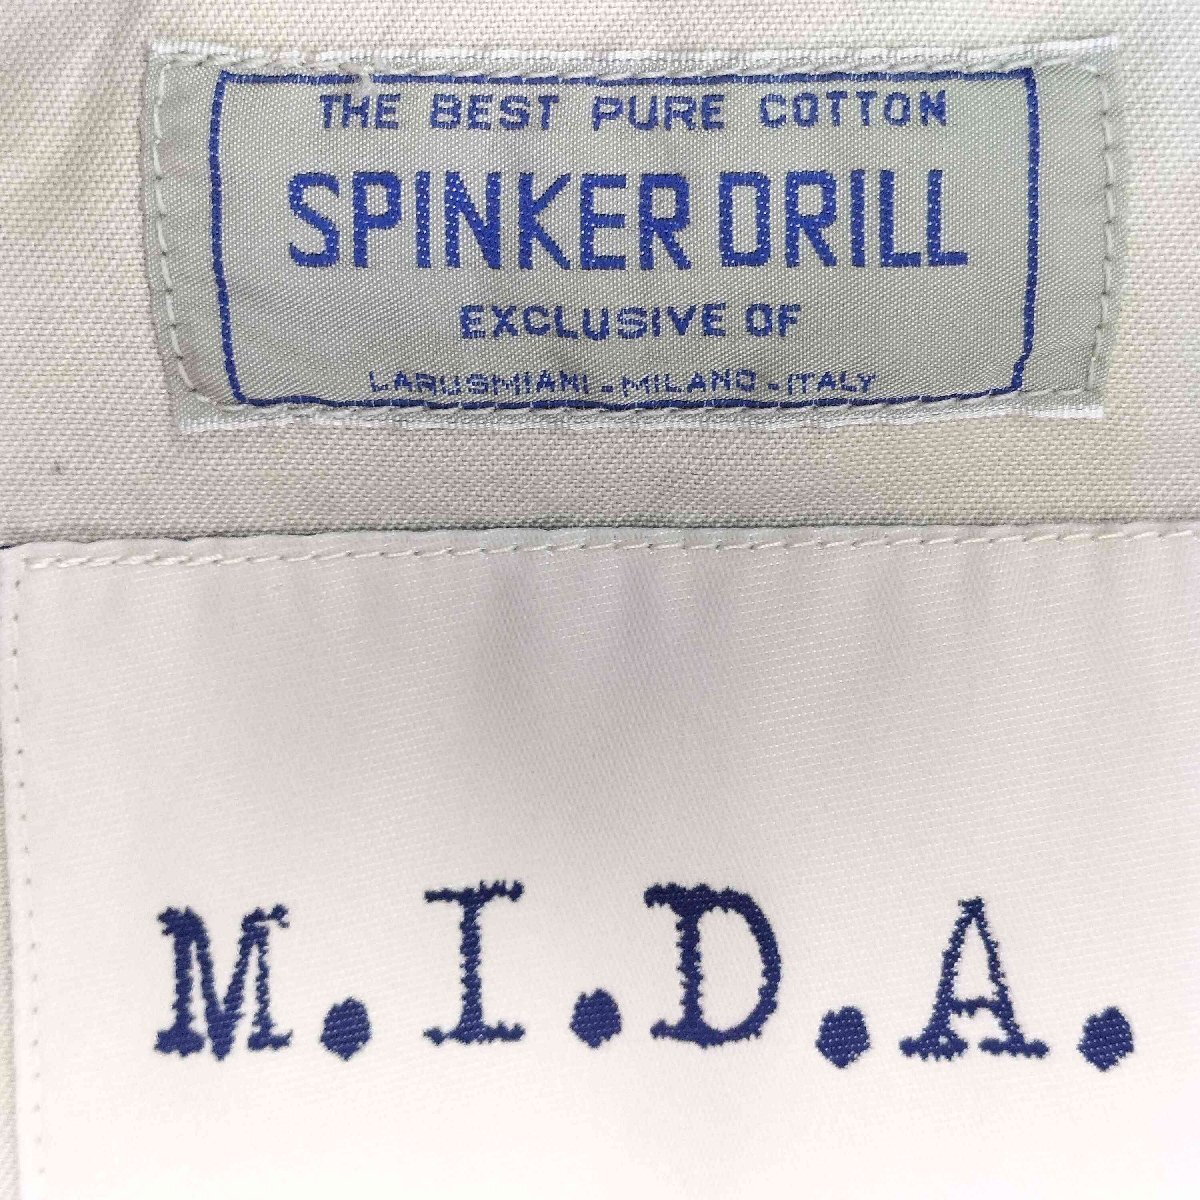 THE BEST PURE COTTON
SPINKER DRILL
EXCLUSIVE OF
LARUSMIANI - MILANO - ITALY
M.I.D.A.